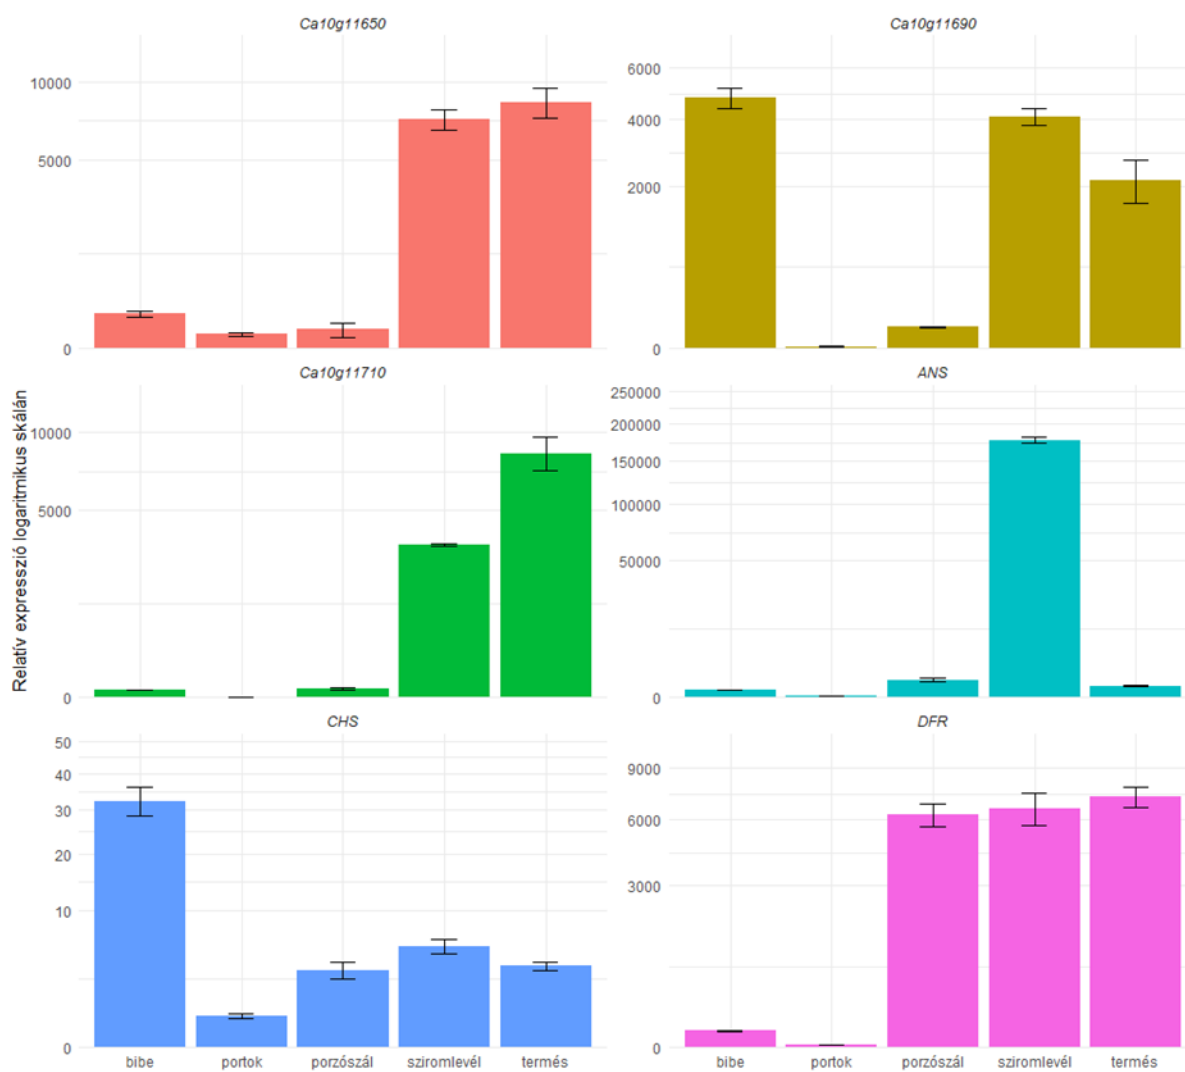 Ca10g11650
Ca10g11690
10000
5000
0
6000
4000
2000
0
Relatív expresszió logaritmikus skálán
Ca10g11710
ANS
10000
5000
0
250000
200000
150000
100000
50000
0
CHS
DFR
50
40
30
20
10
0
9000
6000
3000
0
bibe portok porzószál sziromlevél termés
bibe portok porzószál sziromlevél termés